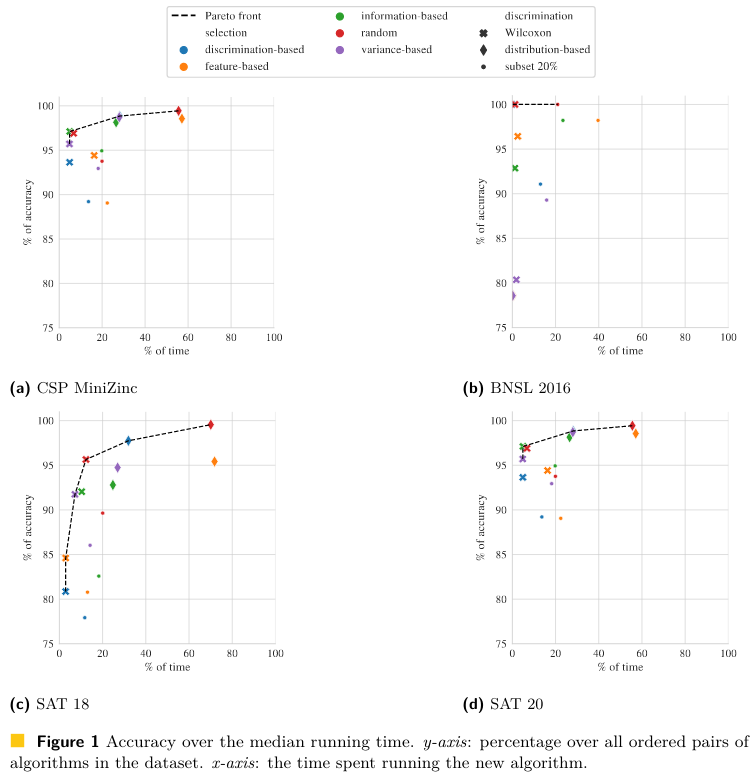 Pareto front
selection
discrimination-based
feature-based
information-based
random
variance-based
discrimination
Wilcoxon
distribution-based
subset 20%
100
95
90
85
80
75
% of accuracy
0 20 40 60 80 100
% of time
(a) CSP MiniZinc
100
95
90
85
80
75
% of accuracy
0 20 40 60 80 100
% of time
(b) BNSL 2016
100
95
90
85
80
75
% of accuracy
0 20 40 60 80 100
% of time
(c) SAT 18
100
95
90
85
80
75
% of accuracy
0 20 40 60 80 100
% of time
(d) SAT 20
Figure 1 Accuracy over the median running time. y-axis: percentage over all ordered pairs of
algorithms in the dataset. x-axis: the time spent running the new algorithm.